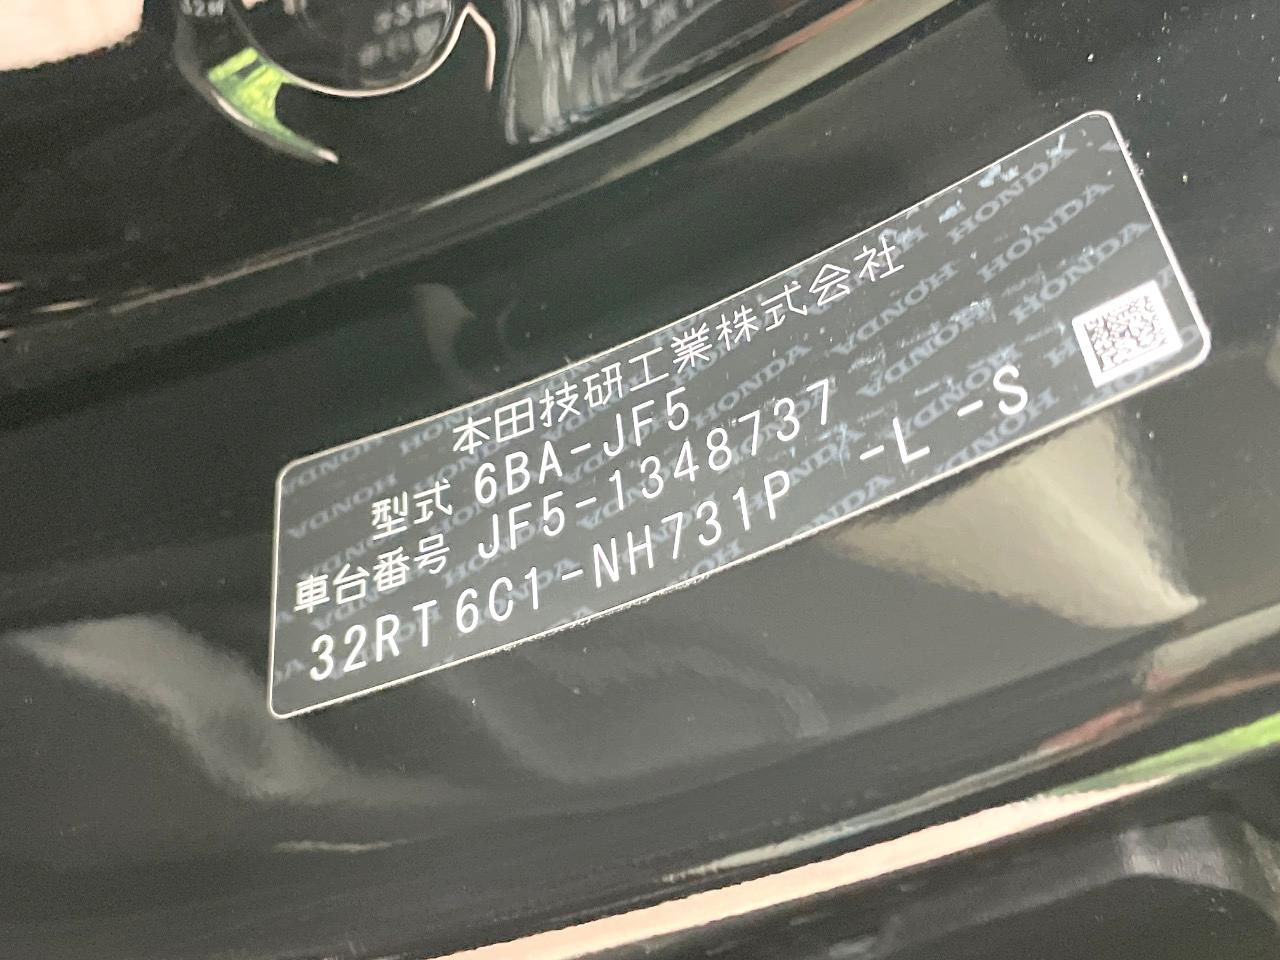 本田技研工業株式会社
型式 6BA-JF5
車台番号 JF5-1348737
32RT6C1-NH731P -L -S
HONDA